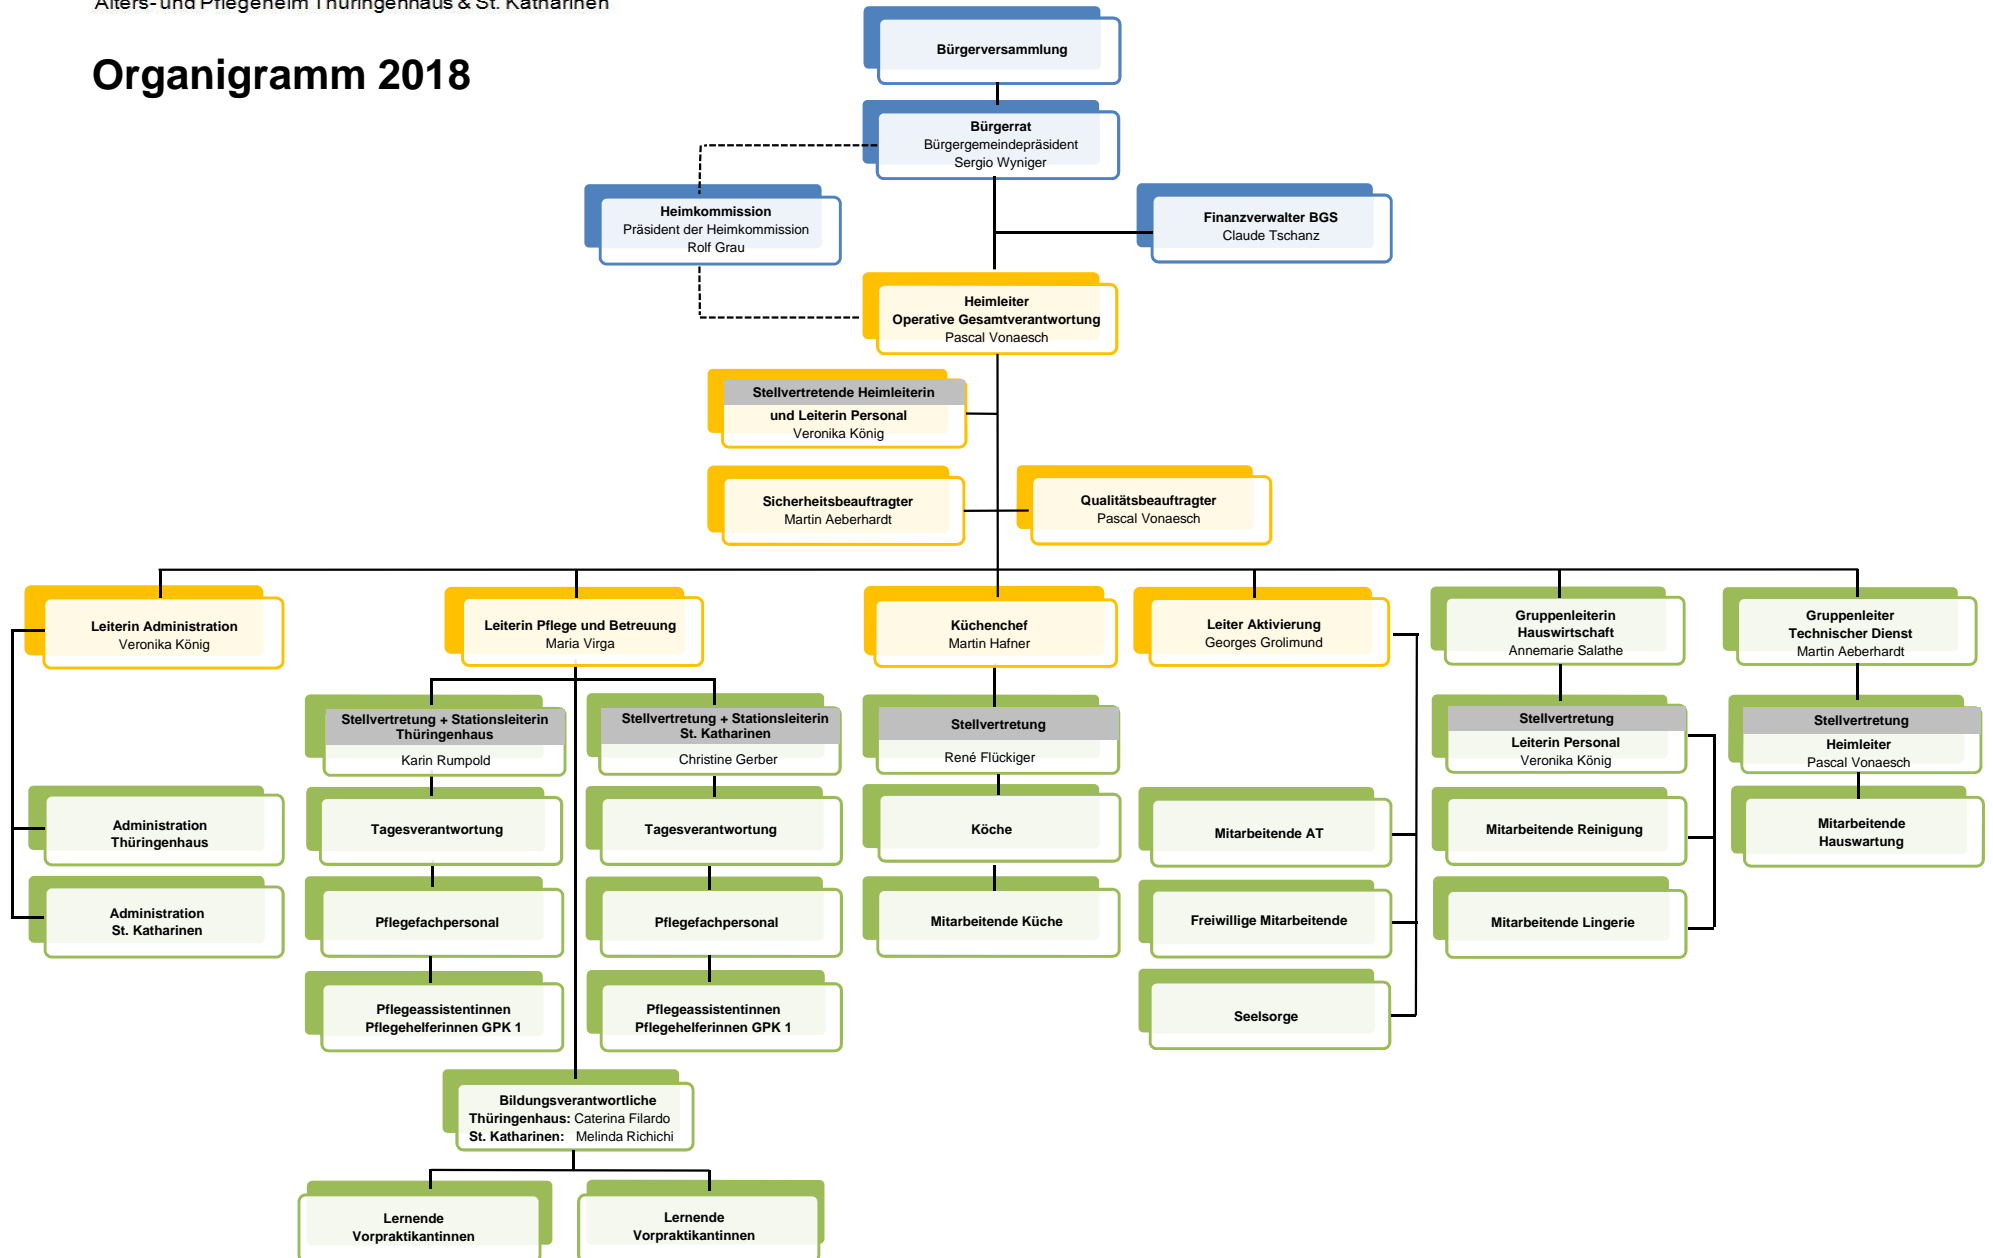 Alters- und Pflegeheim Thüringenhaus & St. Katharinen
Organigramm 2018
Bürgerversammlung
Bürgerrat
Bürgergemeindepräsident
Sergio Wyniger
Heimkommission
Präsident der Heimkommission
Rolf Grau
Finanzverwalter BGS
Claude Tschanz
Heimleiter
Operative Gesamtverantwortung
Pascal Vonaesch
Stellvertretende Heimleiterin
und Leiterin Personal
Veronika König
Sicherheitsbeauftragter
Martin Aeberhardt
Qualitätsbeauftragter
Pascal Vonaesch
Leiterin Administration
Veronika König
Leiterin Pflege und Betreuung
Maria Virga
Küchenchef
Martin Hafner
Leiter Aktivierung
Georges Grolimund
Gruppenleiterin
Hauswirtschaft
Annemarie Salathe
Gruppenleiter
Technischer Dienst
Martin Aeberhardt
Stellvertretung + Stationsleiterin
Thüringenhaus
Karin Rumpold
Stellvertretung + Stationsleiterin
St. Katharinen
Christine Gerber
Stellvertretung
René Flückiger
Stellvertretung
Leiterin Personal
Veronika König
Stellvertretung
Heimleiter
Pascal Vonaesch
Administration
Thüringenhaus
Tagesverantwortung
Tagesverantwortung
Köche
Mitarbeitende AT
Mitarbeitende Reinigung
Mitarbeitende
Hauswartung
Administration
St. Katharinen
Pflegefachpersonal
Pflegefachpersonal
Mitarbeitende Küche
Freiwillige Mitarbeitende
Mitarbeitende Lingerie
Pflegeassistentinnen
Pflegehelferinnen GPK 1
Pflegeassistentinnen
Pflegehelferinnen GPK 1
Seelsorge
Bildungsverantwortliche
Thüringenhaus: Caterina Filardo
St. Katharinen: Melinda Richichi
Lernende
Vorpraktikantinnen
Lernende
Vorpraktikantinnen